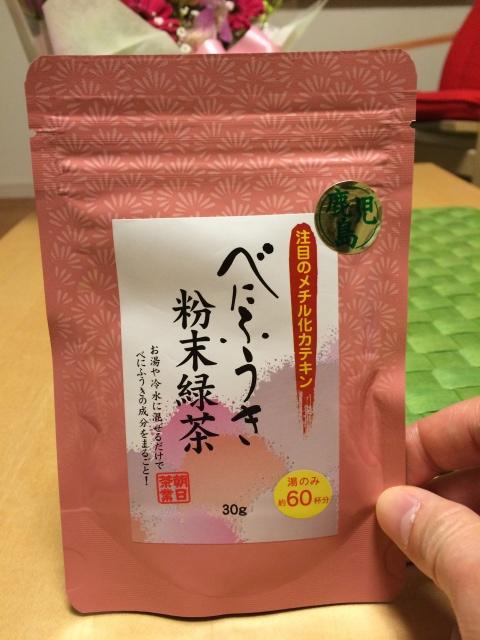 鹿児島
注目のメチル化カテキン
べにふうき
粉末緑茶
お湯や冷水に混ぜるだけで
べにふうきの成分をまるごと！
朝日
茶業
湯のみ
約60杯分
30g